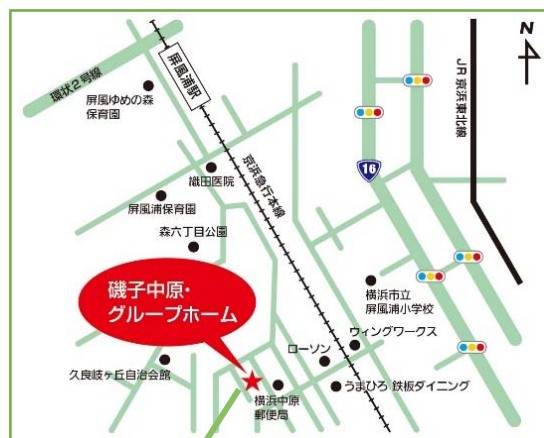 N
環状2号線
屏風浦駅
JR京浜東北線
屏風ゆめの森
保育園
16
織田医院
京浜急行本線
屏風浦保育園
森六丁目公園
磯子中原・
グループホーム
横浜市立
屏風浦小学校
ウィングワークス
ローソン
久良岐ヶ丘自治会館
横浜中原
郵便局
うまひろ 鉄板ダイニング